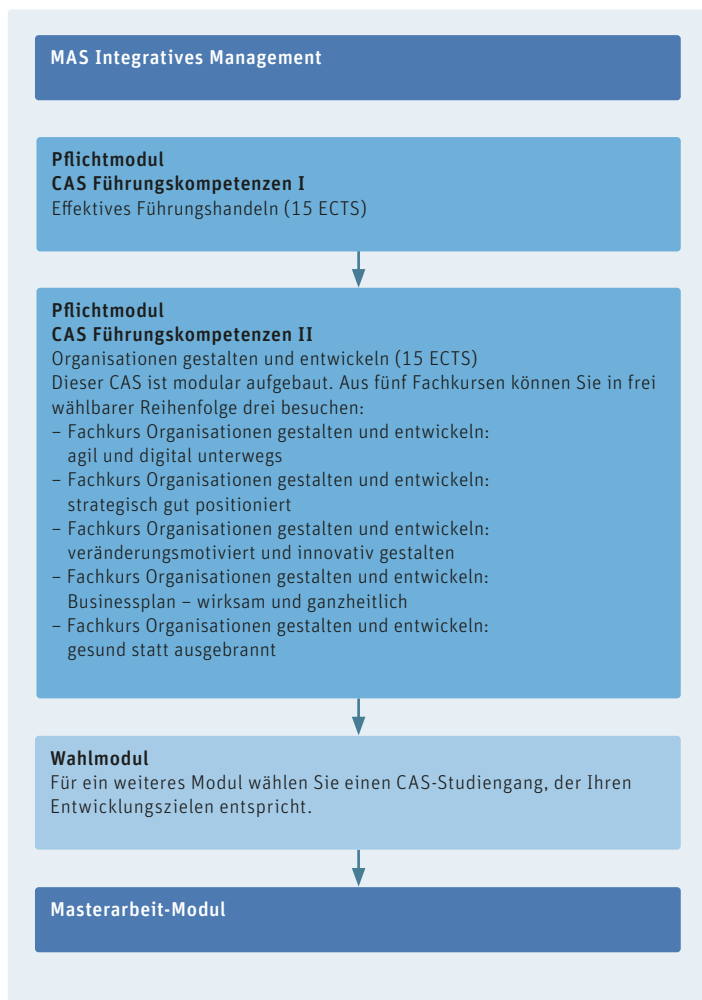 MAS Integratives Management
Pflichtmodul
CAS Führungskompetenzen I
Effektives Führungshandeln (15 ECTS)
Pflichtmodul
CAS Führungskompetenzen II
Organisationen gestalten und entwickeln (15 ECTS)
Dieser CAS ist modular aufgebaut. Aus fünf Fachkursen können Sie in frei
wählbarer Reihenfolge drei besuchen:
– Fachkurs Organisationen gestalten und entwickeln:
agil und digital unterwegs
– Fachkurs Organisationen gestalten und entwickeln:
strategisch gut positioniert
– Fachkurs Organisationen gestalten und entwickeln:
veränderungsmotiviert und innovativ gestalten
– Fachkurs Organisationen gestalten und entwickeln:
Businessplan – wirksam und ganzheitlich
– Fachkurs Organisationen gestalten und entwickeln:
gesund statt ausgebrannt
Wahlmodul
Für ein weiteres Modul wählen Sie einen CAS-Studiengang, der Ihren
Entwicklungszielen entspricht.
Masterarbeit-Modul